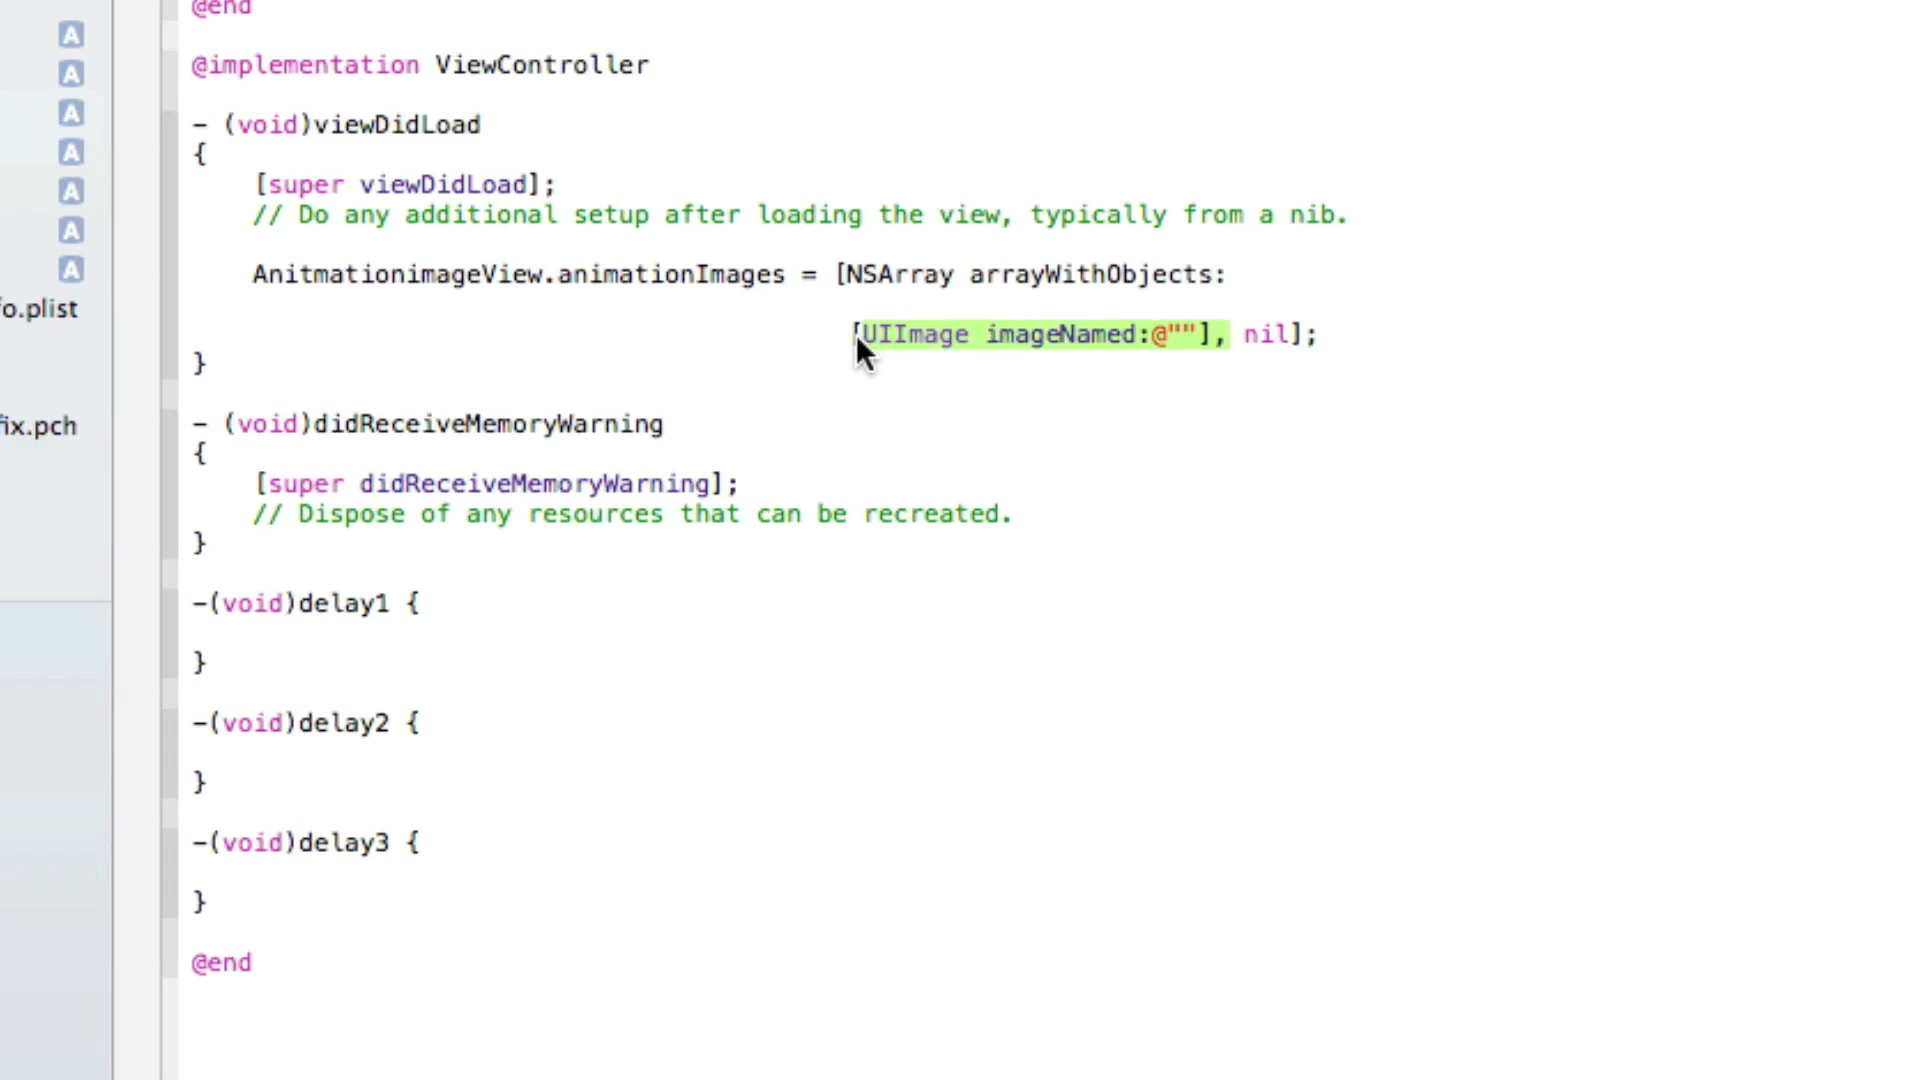 @end
A
A
A
A
A
A
A
fo.plist
fix.pch
@implementation ViewController
- (void)viewDidLoad
{
[super viewDidLoad];
// Do any additional setup after loading the view, typically from a nib.
AnitmationimageView.animationImages = [NSArray arrayWithObjects:
[UIImage imageNamed:@""], nil];
}
- (void)didReceiveMemoryWarning
{
[super didReceiveMemoryWarning];
// Dispose of any resources that can be recreated.
}
-(void)delay1 {
}
-(void)delay2 {
}
-(void)delay3 {
}
@end